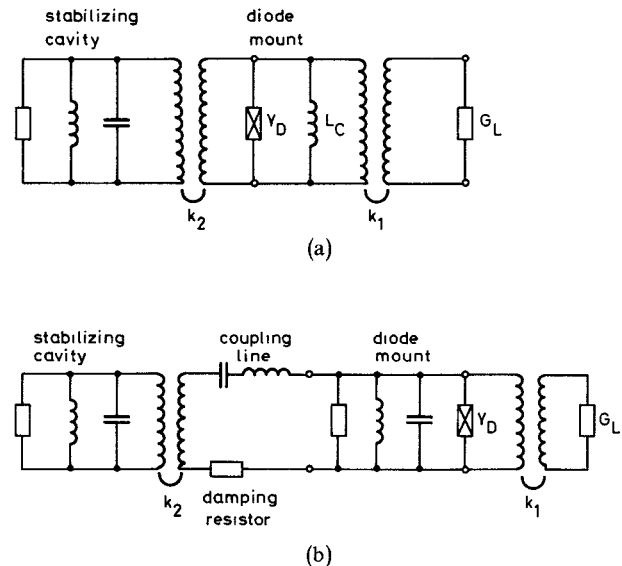 stabilizing
cavity
diode
mount
Y_D
L_C
G_L
k_2
k_1
(a)
stabilizing
cavity
coupling
line
diode
mount
Y_D
G_L
damping
resistor
k_2
k_1
(b)